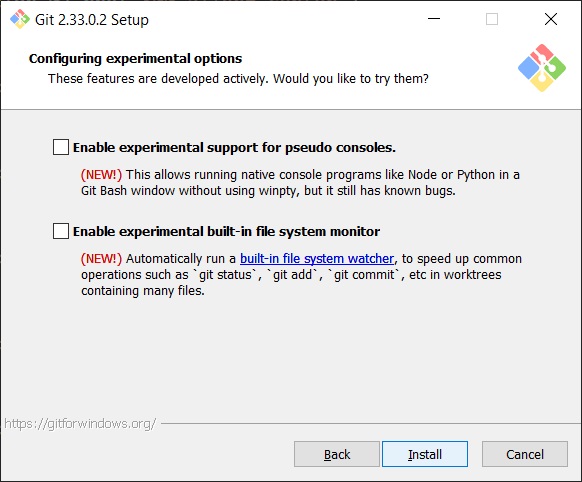 Git 2.33.0.2 Setup
Configuring experimental options
These features are developed actively. Would you like to try them?
Enable experimental support for pseudo consoles.
(NEW!) This allows running native console programs like Node or Python in a
Git Bash window without using winpty, but it still has known bugs.
Enable experimental built-in file system monitor
(NEW!) Automatically run a built-in file system watcher, to speed up common
operations such as `git status`, `git add`, `git commit`, etc in worktrees
containing many files.
https://gitforwindows.org/
Back Install Cancel